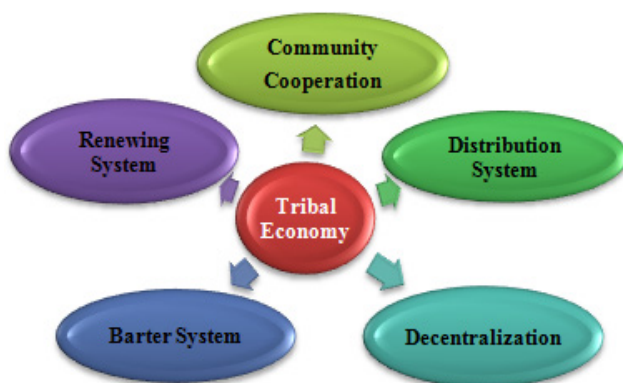 Community
Cooperation
Renewing
System
Distribution
System
Tribal
Economy
Barter System
Decentralization